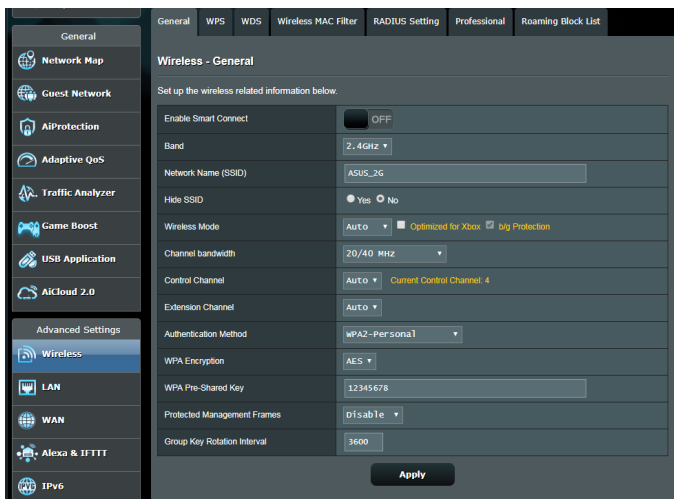 General WPS WDS Wireless MAC Filter RADIUS Setting Professional Roaming Block List
General
Network Map
Guest Network
AiProtection
Adaptive QoS
Traffic Analyzer
Game Boost
USB Application
AiCloud 2.0
Advanced Settings
Wireless
LAN
WAN
Alexa & IFTTT
IPv6
Wireless - General
Set up the wireless related information below.
Enable Smart Connect OFF
Band 2.4GHz
Network Name (SSID) ASUS_2G
Hide SSID Yes No
Wireless Mode Auto Optimized for Xbox b/g Protection
Channel bandwidth 20/40 MHz
Control Channel Auto Current Control Channel: 4
Extension Channel Auto
Authentication Method WPA2-Personal
WPA Encryption AES
WPA Pre-Shared Key 12345678
Protected Management Frames Disable
Group Key Rotation Interval 3600
Apply